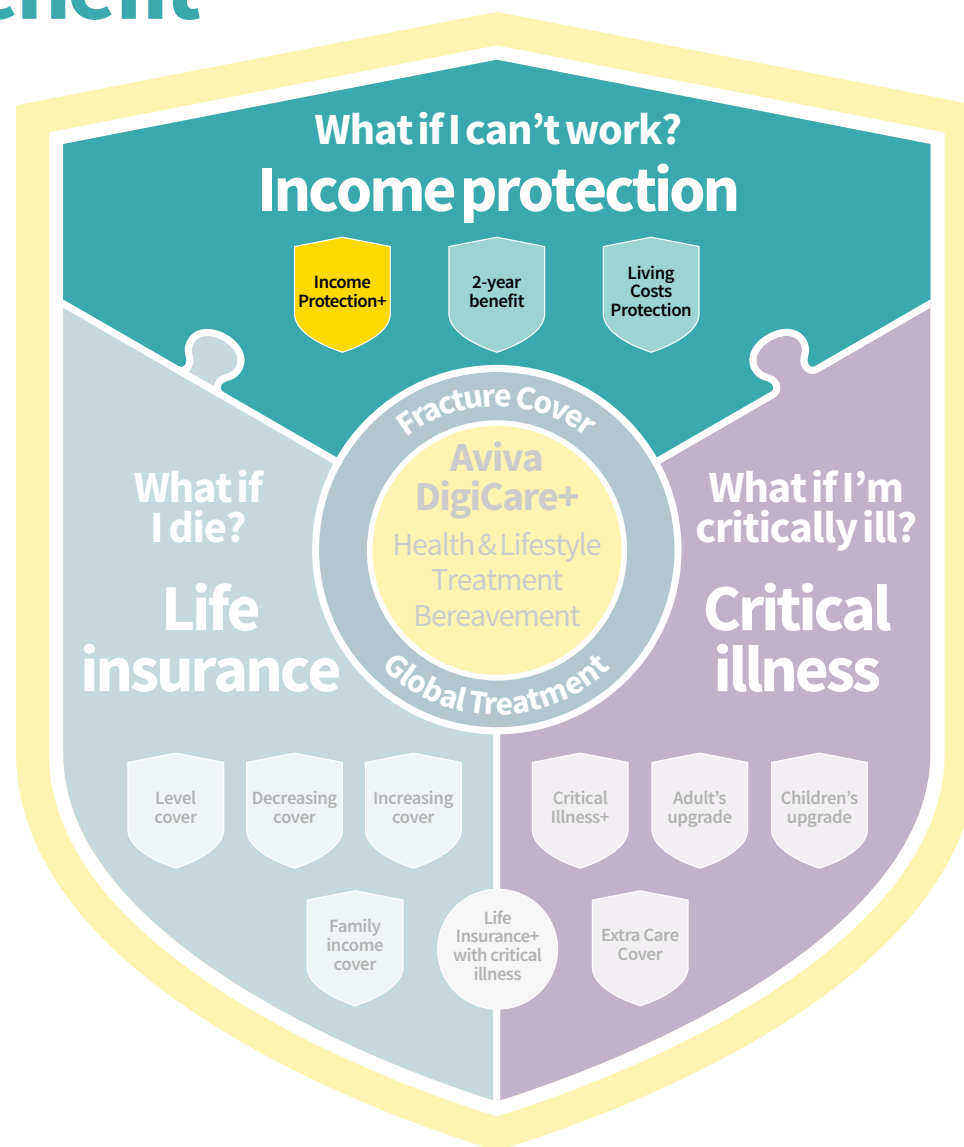 What if I can't work?
Income protection
Income
Protection+
2-year
benefit
Living
Costs
Protection
Fracture Cover
Aviva
DigiCare+
Health & Lifestyle
Treatment
Bereavement
Global Treatment
What if
I die?
Life
insurance
What if I'm
critically ill?
Critical
illness
Level
cover
Decreasing
cover
Increasing
cover
Critical
Illness+
Adult's
upgrade
Children's
upgrade
Family
income
cover
Life
Insurance+
with critical
illness
Extra Care
Cover